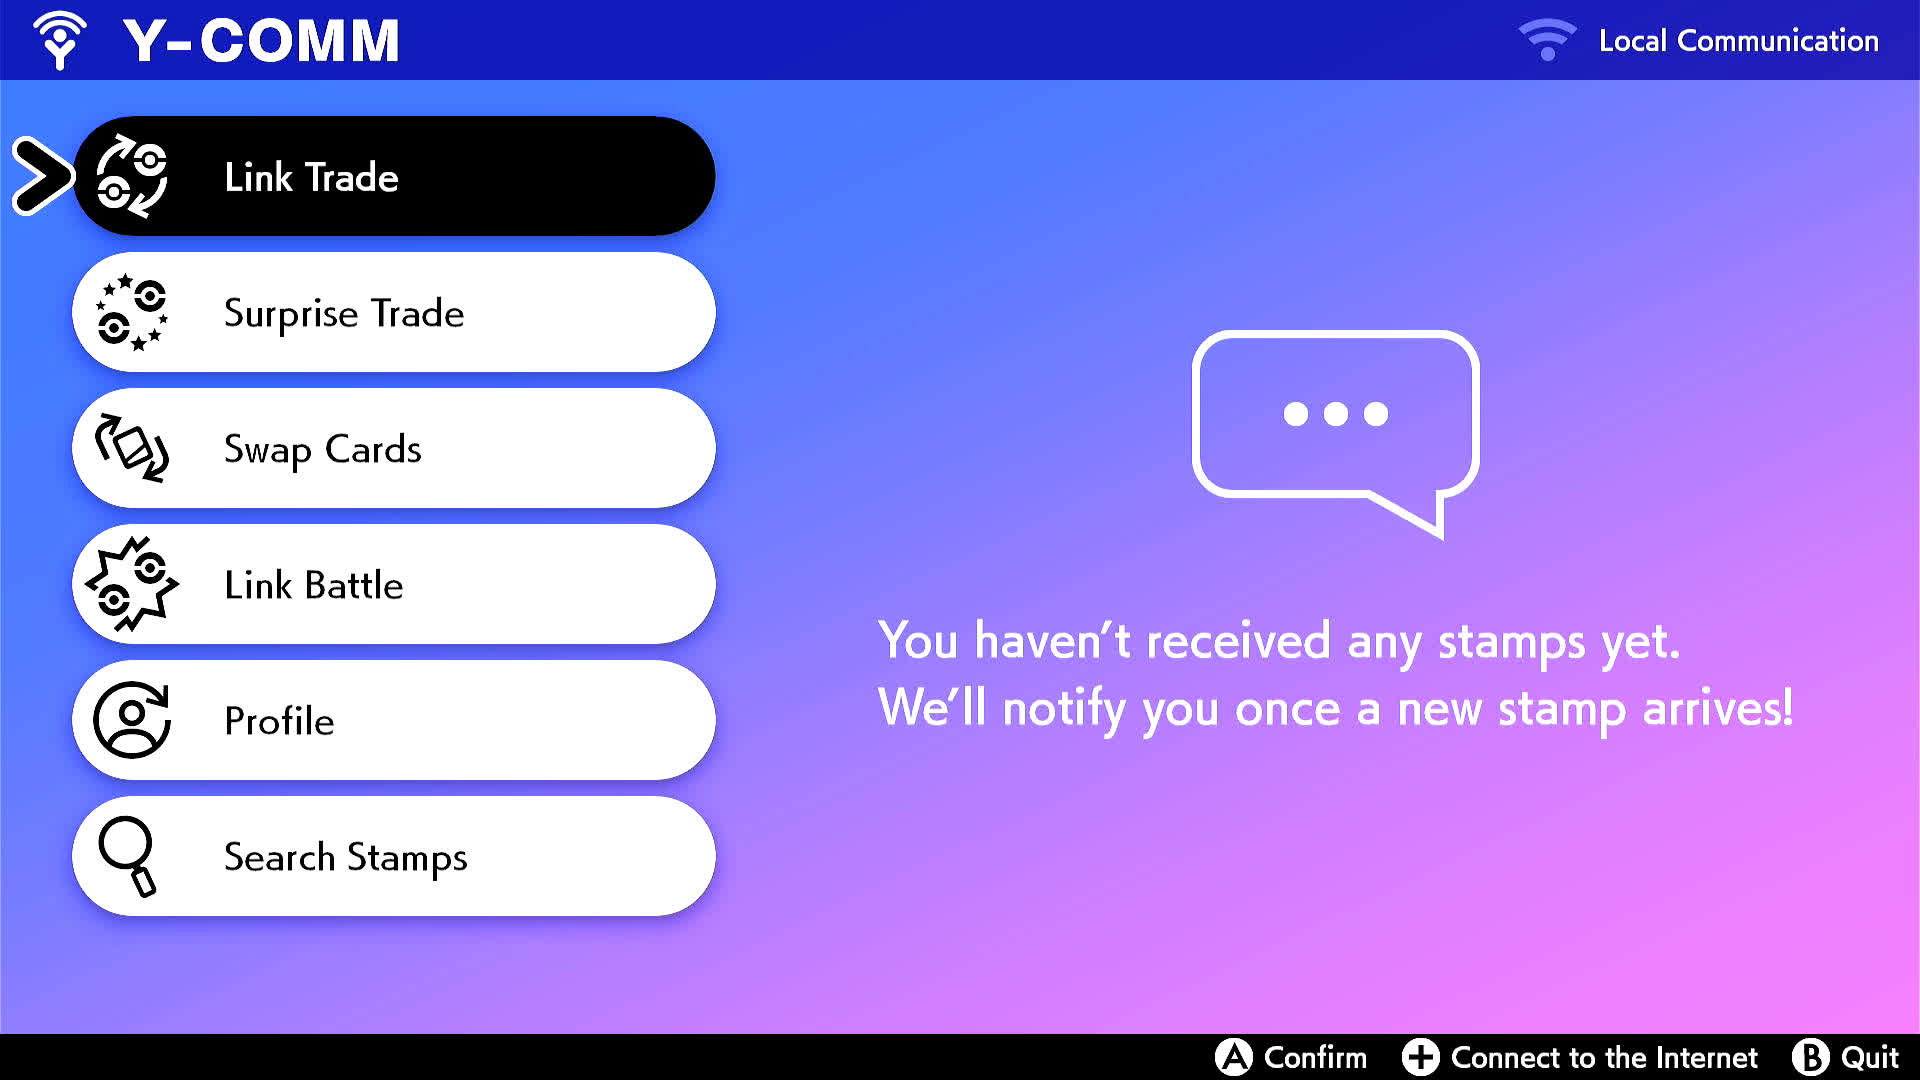 Y-COMM
Local Communication
Link Trade
Surprise Trade
Swap Cards
Link Battle
Profile
Search Stamps
You haven't received any stamps yet.
We'll notify you once a new stamp arrives!
A Confirm + Connect to the Internet B Quit